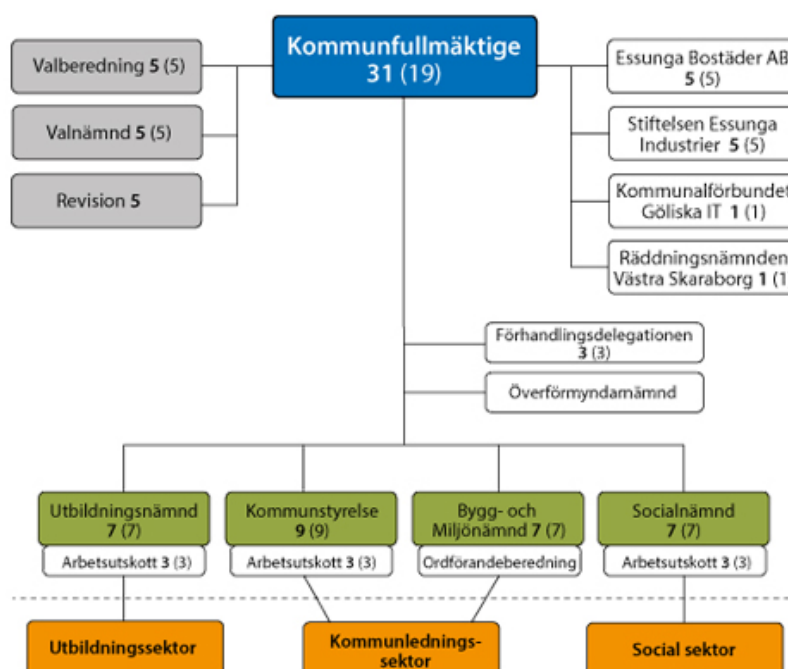 Kommunfullmäktige
31 (19)
Valberedning 5 (5)
Valnämnd 5 (5)
Revision 5
Essunga Bostäder AB
5 (5)
Stiftelsen Essunga
Industrier 5 (5)
Kommunalförbundet
Göliska IT 1 (1)
Räddningsnämnden
Västra Skaraborg 1 (1
Förhandlingsdelegationen
3 (3)
Överförmyndarnämnd
Utbildningsnämnd
7 (7)
Arbetsutskott 3 (3)
Kommunstyrelse
9 (9)
Arbetsutskott 3 (3)
Bygg- och
Miljönämnd 7 (7)
Ordförandeberedning
Socialnämnd
7 (7)
Arbetsutskott 3 (3)
Utbildningssektor
Kommunlednings-
sektor
Social sektor